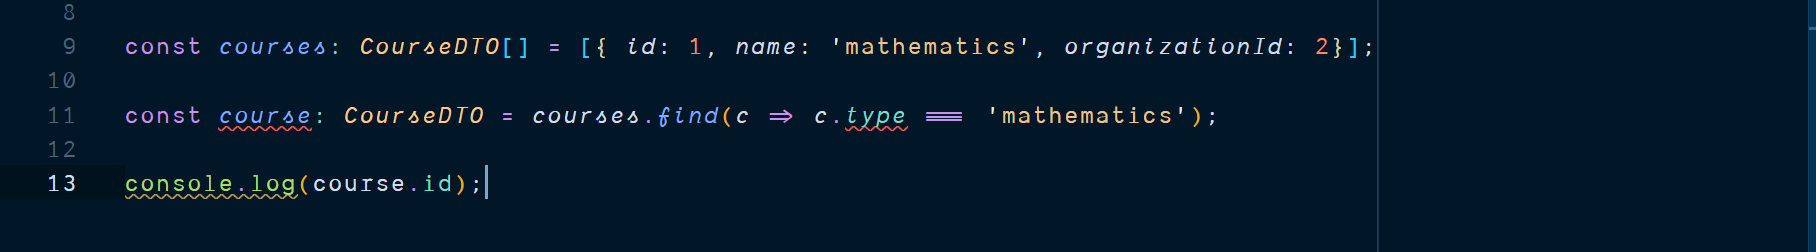 8
9 const courses: CourseDTO[] = [{ id: 1, name: 'mathematics', organizationId: 2}];
10
11 const course: CourseDTO = courses.find(c => c.type === 'mathematics');
12
13 console.log(course.id);